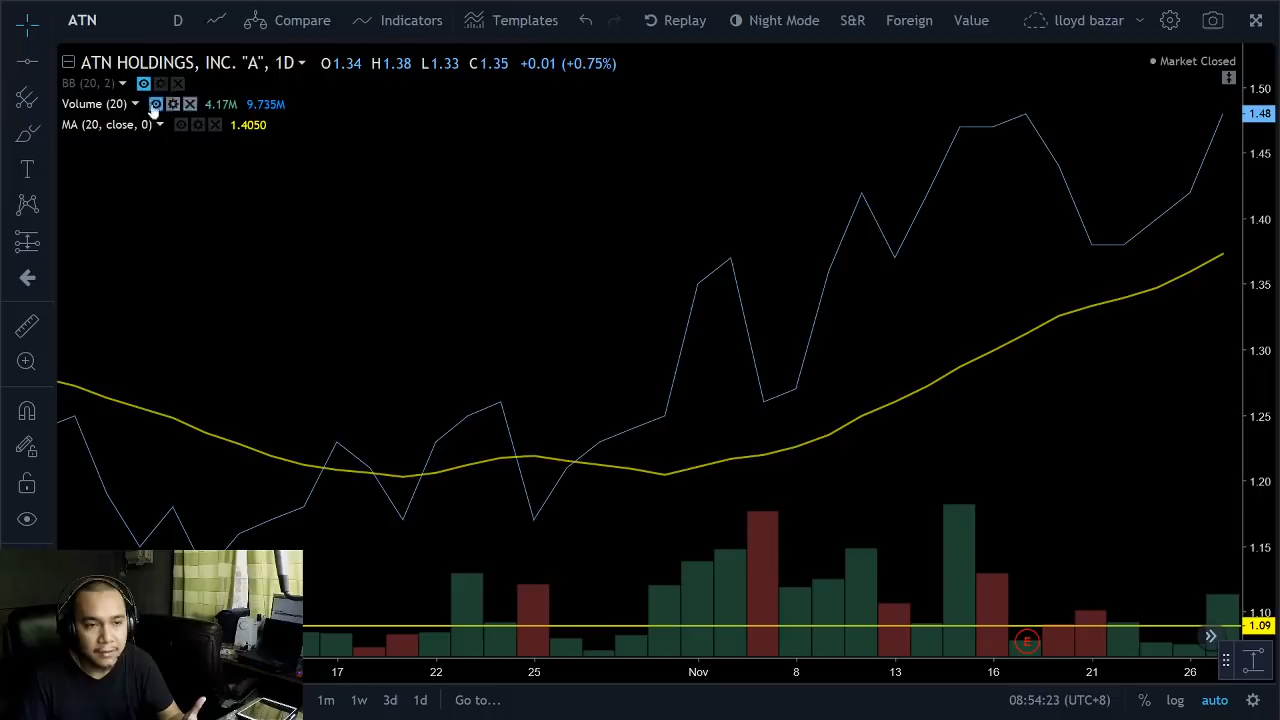 ATN D Compare Indicators Templates Replay Night Mode S&R Foreign Value lloyd bazar
ATN HOLDINGS, INC. "A", 1D O1.34 H1.38 L1.33 C1.35 +0.01 (+0.75%)
Market Closed
BB (20, 2)
Volume (20) 4.17M 9.735M
MA (20, close, 0) 1.4050
1.50
1.48
1.45
1.40
1.35
1.30
1.25
1.20
1.15
1.10
1.09
E
17 22 25 Nov 8 13 16 21 26
1m 1w 3d 1d Go to... 08:54:23 (UTC+8) % log auto